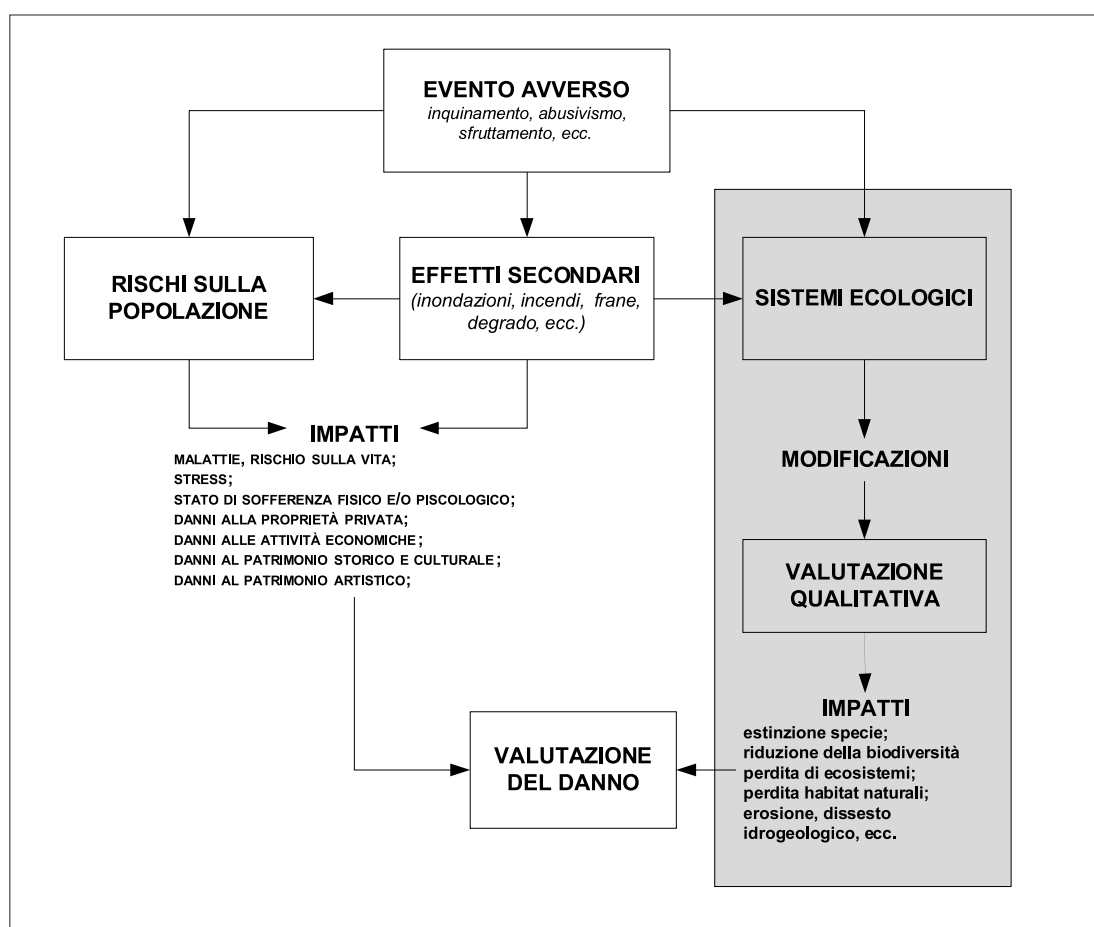 EVENTO AVVERSO
inquinamento, abusivismo,
sfruttamento, ecc.
RISCHI SULLA
POPOLAZIONE
EFFETTI SECONDARI
(inondazioni, incendi, frane,
degrado, ecc.)
SISTEMI ECOLOGICI
IMPATTI
MALATTIE, RISCHIO SULLA VITA;
STRESS;
STATO DI SOFFERENZA FISICO E/O PISCOLOGICO;
DANNI ALLA PROPRIETÀ PRIVATA;
DANNI ALLE ATTIVITÀ ECONOMICHE;
DANNI AL PATRIMONIO STORICO E CULTURALE;
DANNI AL PATRIMONIO ARTISTICO;
MODIFICAZIONI
VALUTAZIONE
QUALITATIVA
IMPATTI
estinzione specie;
riduzione della biodiversità
perdita di ecosistemi;
perdita habitat naturali;
erosione, dissesto
idrogeologico, ecc.
VALUTAZIONE
DEL DANNO